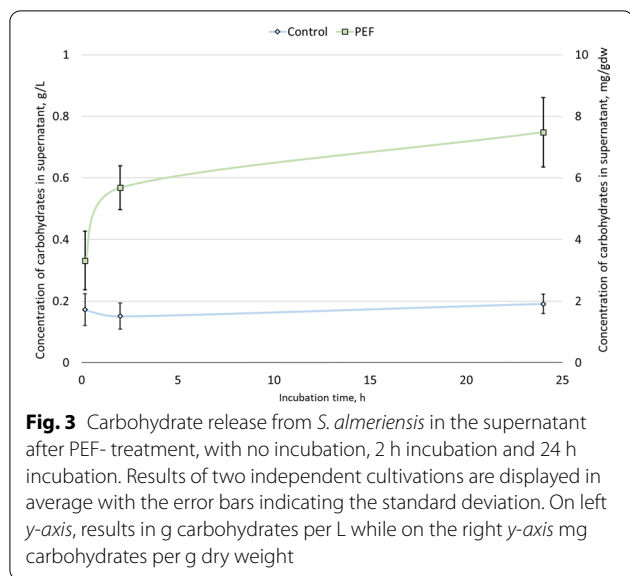 Control PEF
Concentration of carbohydrates in supernatant, g/L
1
0.8
0.6
0.4
0.2
0
Concentration of carbohydrates in supernatant, mg/gdw
10
8
6
4
2
0
0 5 10 15 20 25
Incubation time, h
Fig. 3 Carbohydrate release from S. almeriensis in the supernatant
after PEF- treatment, with no incubation, 2 h incubation and 24 h
incubation. Results of two independent cultivations are displayed in
average with the error bars indicating the standard deviation. On left
y-axis, results in g carbohydrates per L while on the right y-axis mg
carbohydrates per g dry weight